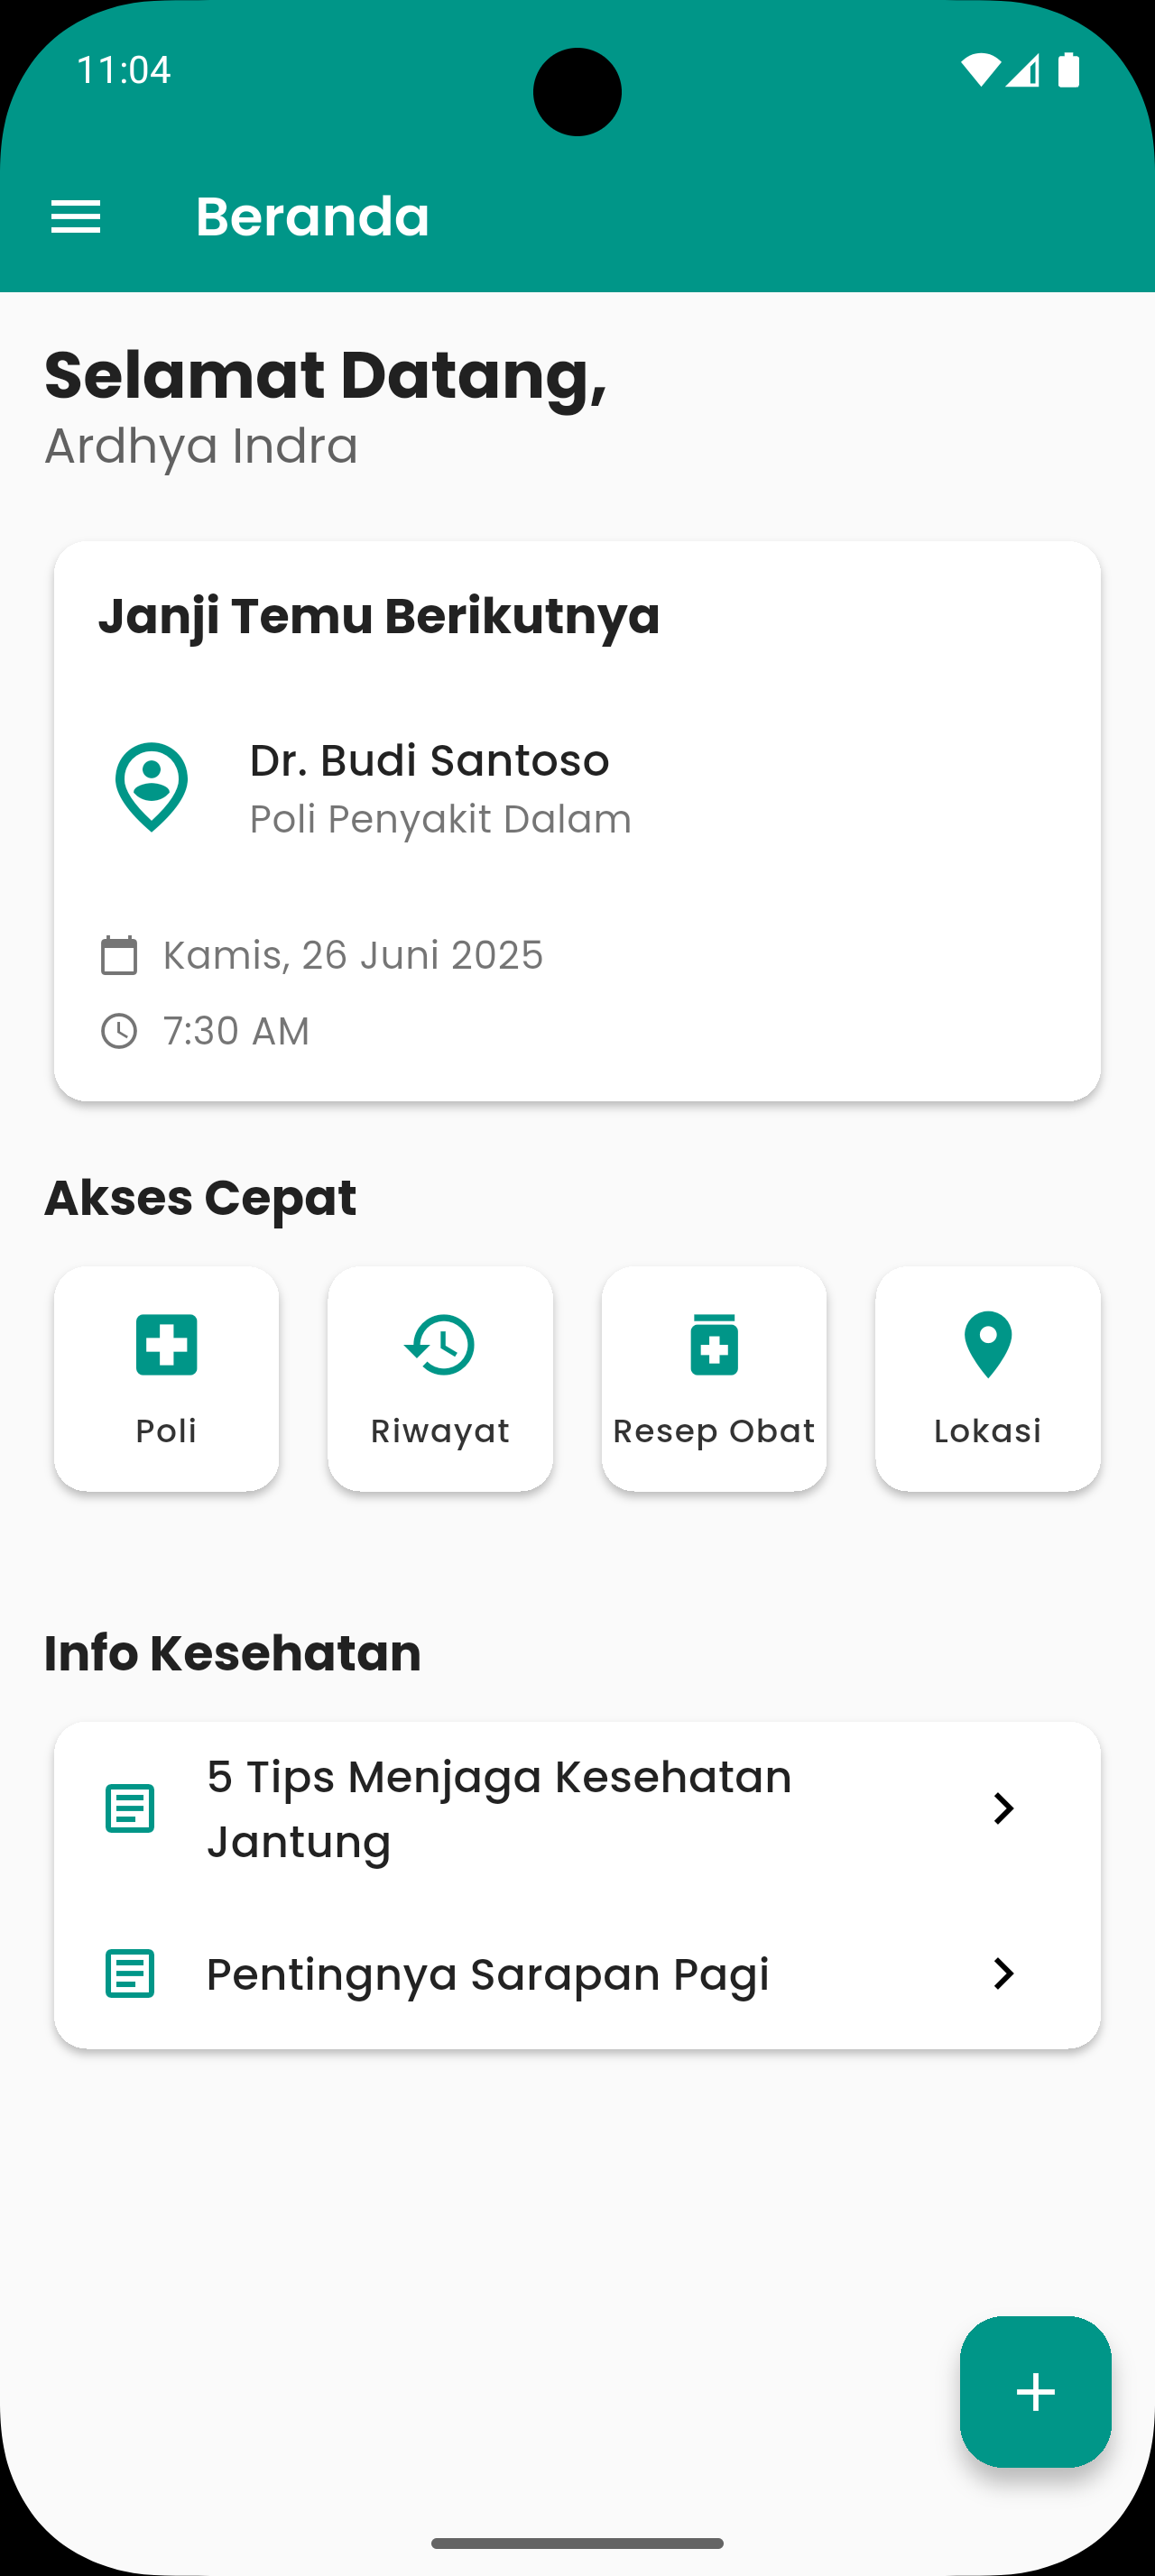 11:04
Beranda
Selamat Datang,
Ardhya Indra
Janji Temu Berikutnya
Dr. Budi Santoso
Poli Penyakit Dalam
Kamis, 26 Juni 2025
7:30 AM
Akses Cepat
Poli
Riwayat
Resep Obat
Lokasi
Info Kesehatan
5 Tips Menjaga Kesehatan
Jantung
Pentingnya Sarapan Pagi